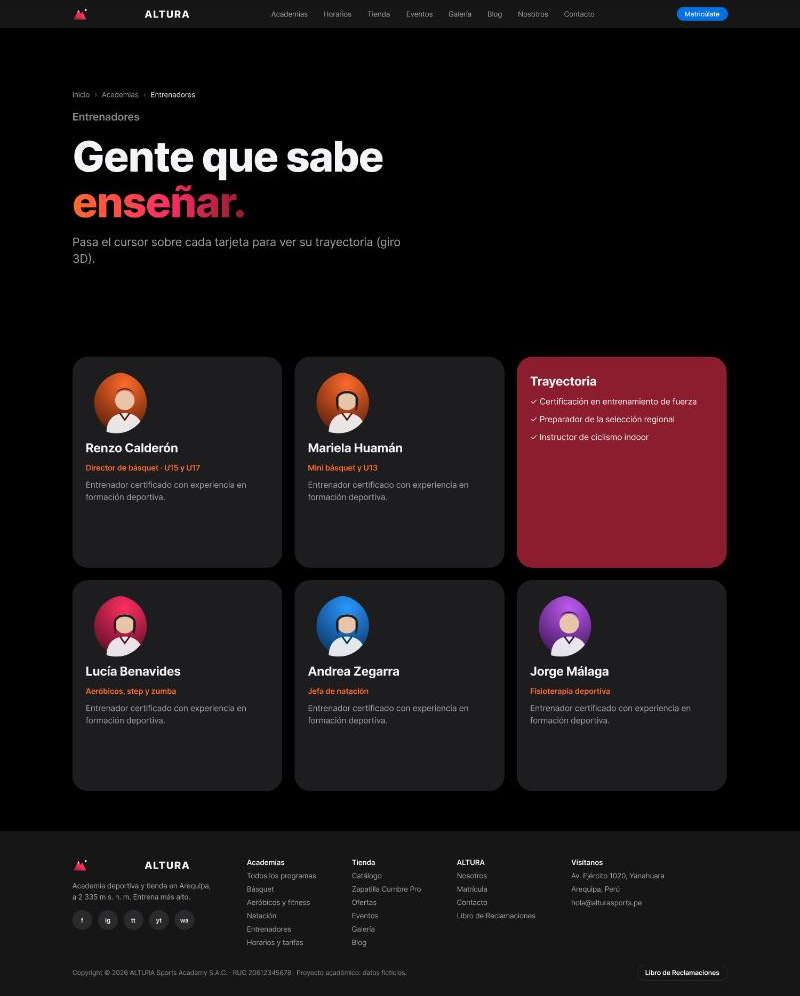 ALTURA
Academias Horarios Tienda Eventos Galería Blog Nosotros Contacto
Matricúlate
Inicio › Academias › Entrenadores
Entrenadores
Gente que sabe
enseñar.
Pasa el cursor sobre cada tarjeta para ver su trayectoria (giro
3D).
Renzo Calderón
Director de básquet · U15 y U17
Entrenador certificado con experiencia en
formación deportiva.
Mariela Huamán
Mini básquet y U13
Entrenador certificado con experiencia en
formación deportiva.
Trayectoria
✓ Certificación en entrenamiento de fuerza
✓ Preparador de la selección regional
✓ Instructor de ciclismo indoor
Lucía Benavides
Aeróbicos, step y zumba
Entrenador certificado con experiencia en
formación deportiva.
Andrea Zegarra
Jefa de natación
Entrenador certificado con experiencia en
formación deportiva.
Jorge Málaga
Fisioterapia deportiva
Entrenador certificado con experiencia en
formación deportiva.
ALTURA
Academia deportiva y tienda en Arequipa,
a 2 335 m s. n. m. Entrena más alto.
f ig tt yt wa
Academias
Todos los programas
Básquet
Aeróbicos y fitness
Natación
Entrenadores
Horarios y tarifas
Tienda
Catálogo
Zapatilla Cumbre Pro
Ofertas
Eventos
Galería
Blog
ALTURA
Nosotros
Matrícula
Contacto
Libro de Reclamaciones
Visítanos
Av. Ejército 1020, Yanahuara
Arequipa, Perú
hola@alturasports.pe
Copyright © 2026 ALTURA Sports Academy S.A.C. · RUC 20612345678 · Proyecto académico: datos ficticios.
Libro de Reclamaciones